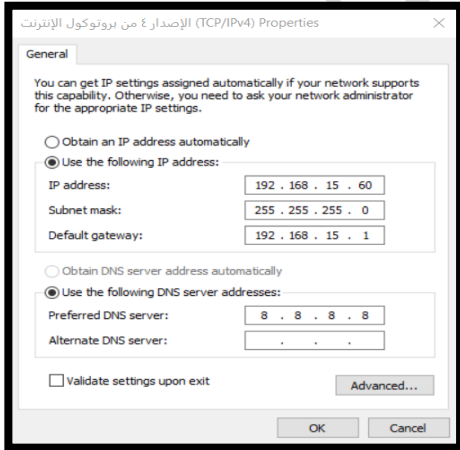 الإصدار ٤ من بروتوكول الإنترنت (TCP/IPv4) Properties
General
You can get IP settings assigned automatically if your network supports
this capability. Otherwise, you need to ask your network administrator
for the appropriate IP settings.
Obtain an IP address automatically
Use the following IP address:
IP address: 192 . 168 . 15 . 60
Subnet mask: 255 . 255 . 255 . 0
Default gateway: 192 . 168 . 15 . 1
Obtain DNS server address automatically
Use the following DNS server addresses:
Preferred DNS server: 8 . 8 . 8 . 8
Alternate DNS server: . . .
Validate settings upon exit
Advanced...
OK Cancel